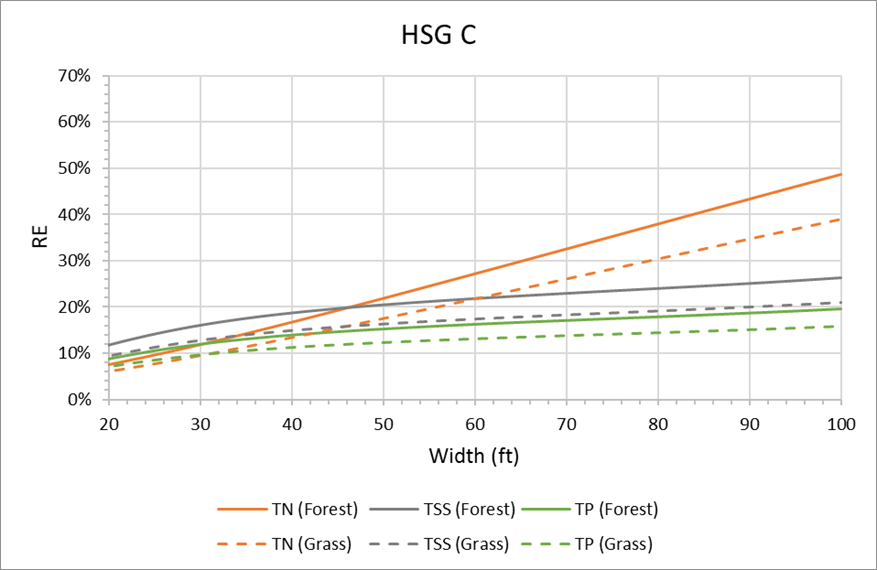 HSG C
70%
60%
50%
40%
30%
20%
10%
0%
RE
20 30 40 50 60 70 80 90 100
Width (ft)
TN (Forest) TSS (Forest) TP (Forest)
TN (Grass) TSS (Grass) TP (Grass)